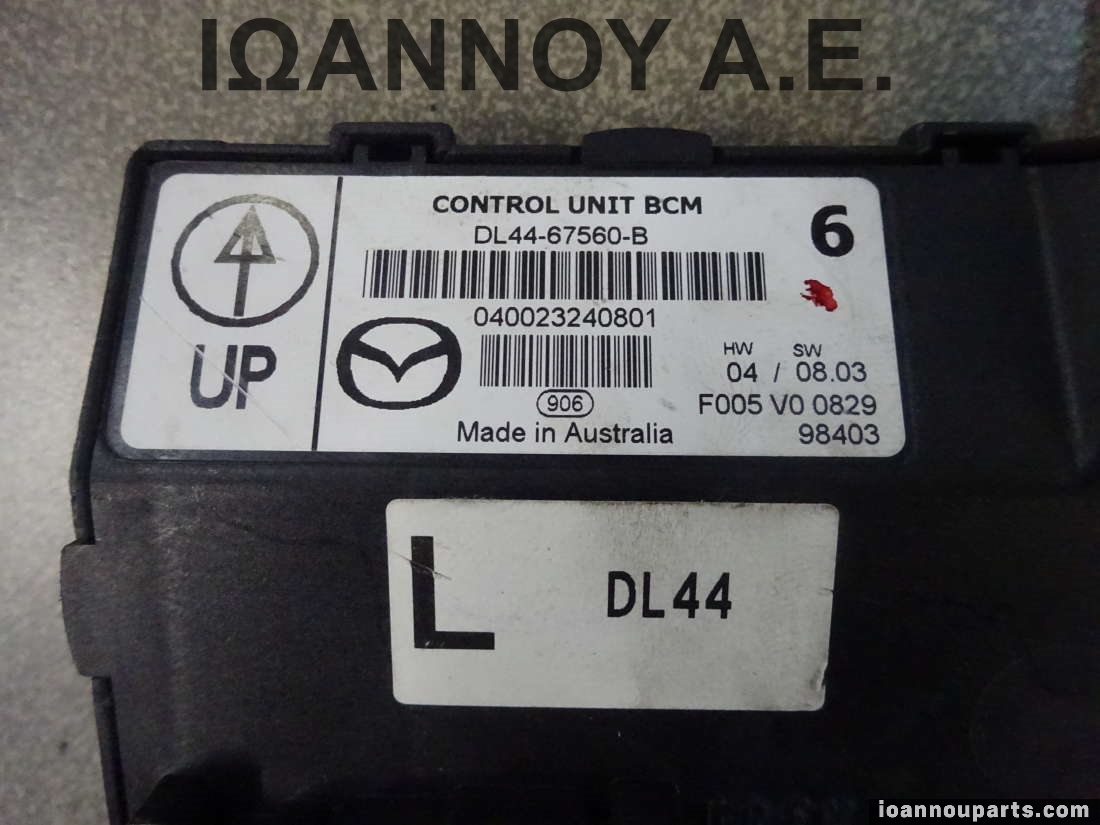 ΙΩΑΝΝΟΥ Α.Ε.
CONTROL UNIT BCM
DL44-67560-B
6
040023240801
UP
HW SW
04 / 08.03
906
F005 V0 0829
Made in Australia
98403
L DL44
ioannouparts.com